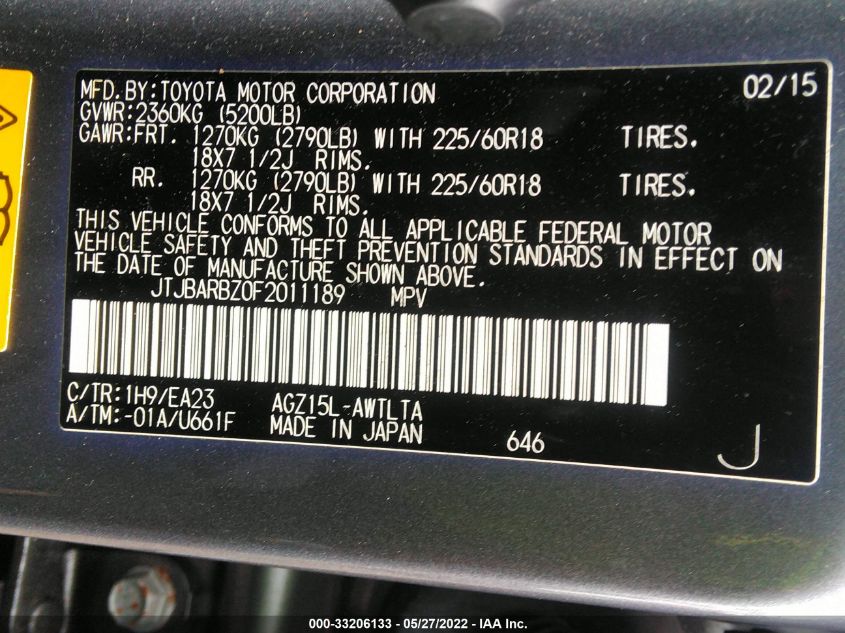 MFD.BY:TOYOTA MOTOR CORPORATION 02/15
GVWR:2360KG (5200LB)
GAWR:FRT. 1270KG (2790LB) WITH 225/60R18 TIRES.
18X7 1/2J RIMS.
RR. 1270KG (2790LB) WITH 225/60R18 TIRES.
18X7 1/2J RIMS.
THIS VEHICLE CONFORMS TO ALL APPLICABLE FEDERAL MOTOR
VEHICLE SAFETY AND THEFT PREVENTION STANDARDS IN EFFECT ON
THE DATE OF MANUFACTURE SHOWN ABOVE.
JTJBARBZ0F2011189 MPV
C/TR:1H9/EA23 AGZ15L-AWTLTA
A/TM:-01A/U661F MADE IN JAPAN 646 J
000-33206133 - 05/27/2022 - IAA Inc.